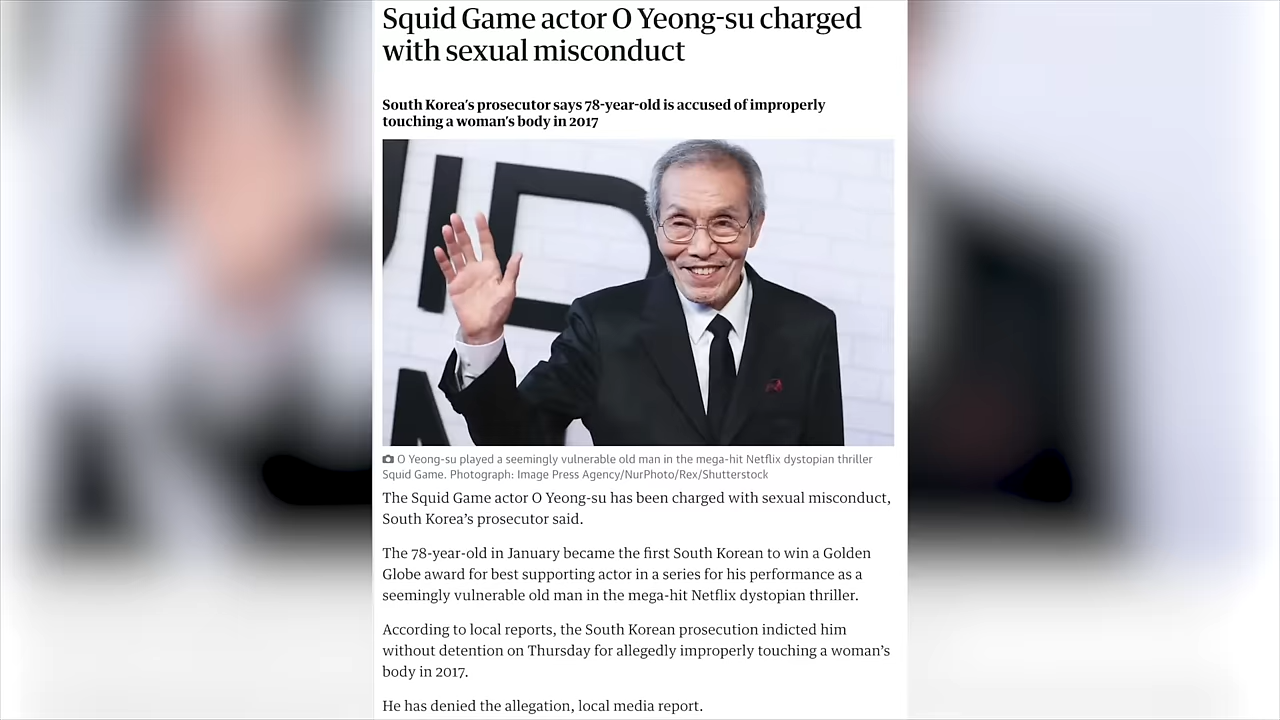 Squid Game actor O Yeong-su charged
with sexual misconduct
South Korea's prosecutor says 78-year-old is accused of improperly
touching a woman's body in 2017
O Yeong-su played a seemingly vulnerable old man in the mega-hit Netflix dystopian thriller
Squid Game. Photograph: Image Press Agency/NurPhoto/Rex/Shutterstock
The Squid Game actor O Yeong-su has been charged with sexual misconduct,
South Korea's prosecutor said.
The 78-year-old in January became the first South Korean to win a Golden
Globe award for best supporting actor in a series for his performance as a
seemingly vulnerable old man in the mega-hit Netflix dystopian thriller.
According to local reports, the South Korean prosecution indicted him
without detention on Thursday for allegedly improperly touching a woman's
body in 2017.
He has denied the allegation, local media report.